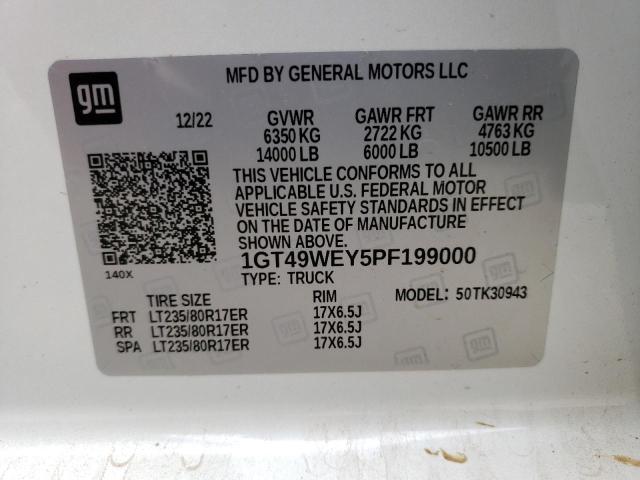 gm
MFD BY GENERAL MOTORS LLC
12/22 GVWR GAWR FRT GAWR RR
6350 KG 2722 KG 4763 KG
14000 LB 6000 LB 10500 LB
THIS VEHICLE CONFORMS TO ALL
APPLICABLE U.S. FEDERAL MOTOR
VEHICLE SAFETY STANDARDS IN EFFECT
ON THE DATE OF MANUFACTURE
SHOWN ABOVE.
1GT49WEY5PF199000
140X
TYPE: TRUCK
TIRE SIZE RIM MODEL: 50TK30943
FRT LT235/80R17ER 17X6.5J
RR LT235/80R17ER 17X6.5J
SPA LT235/80R17ER 17X6.5J